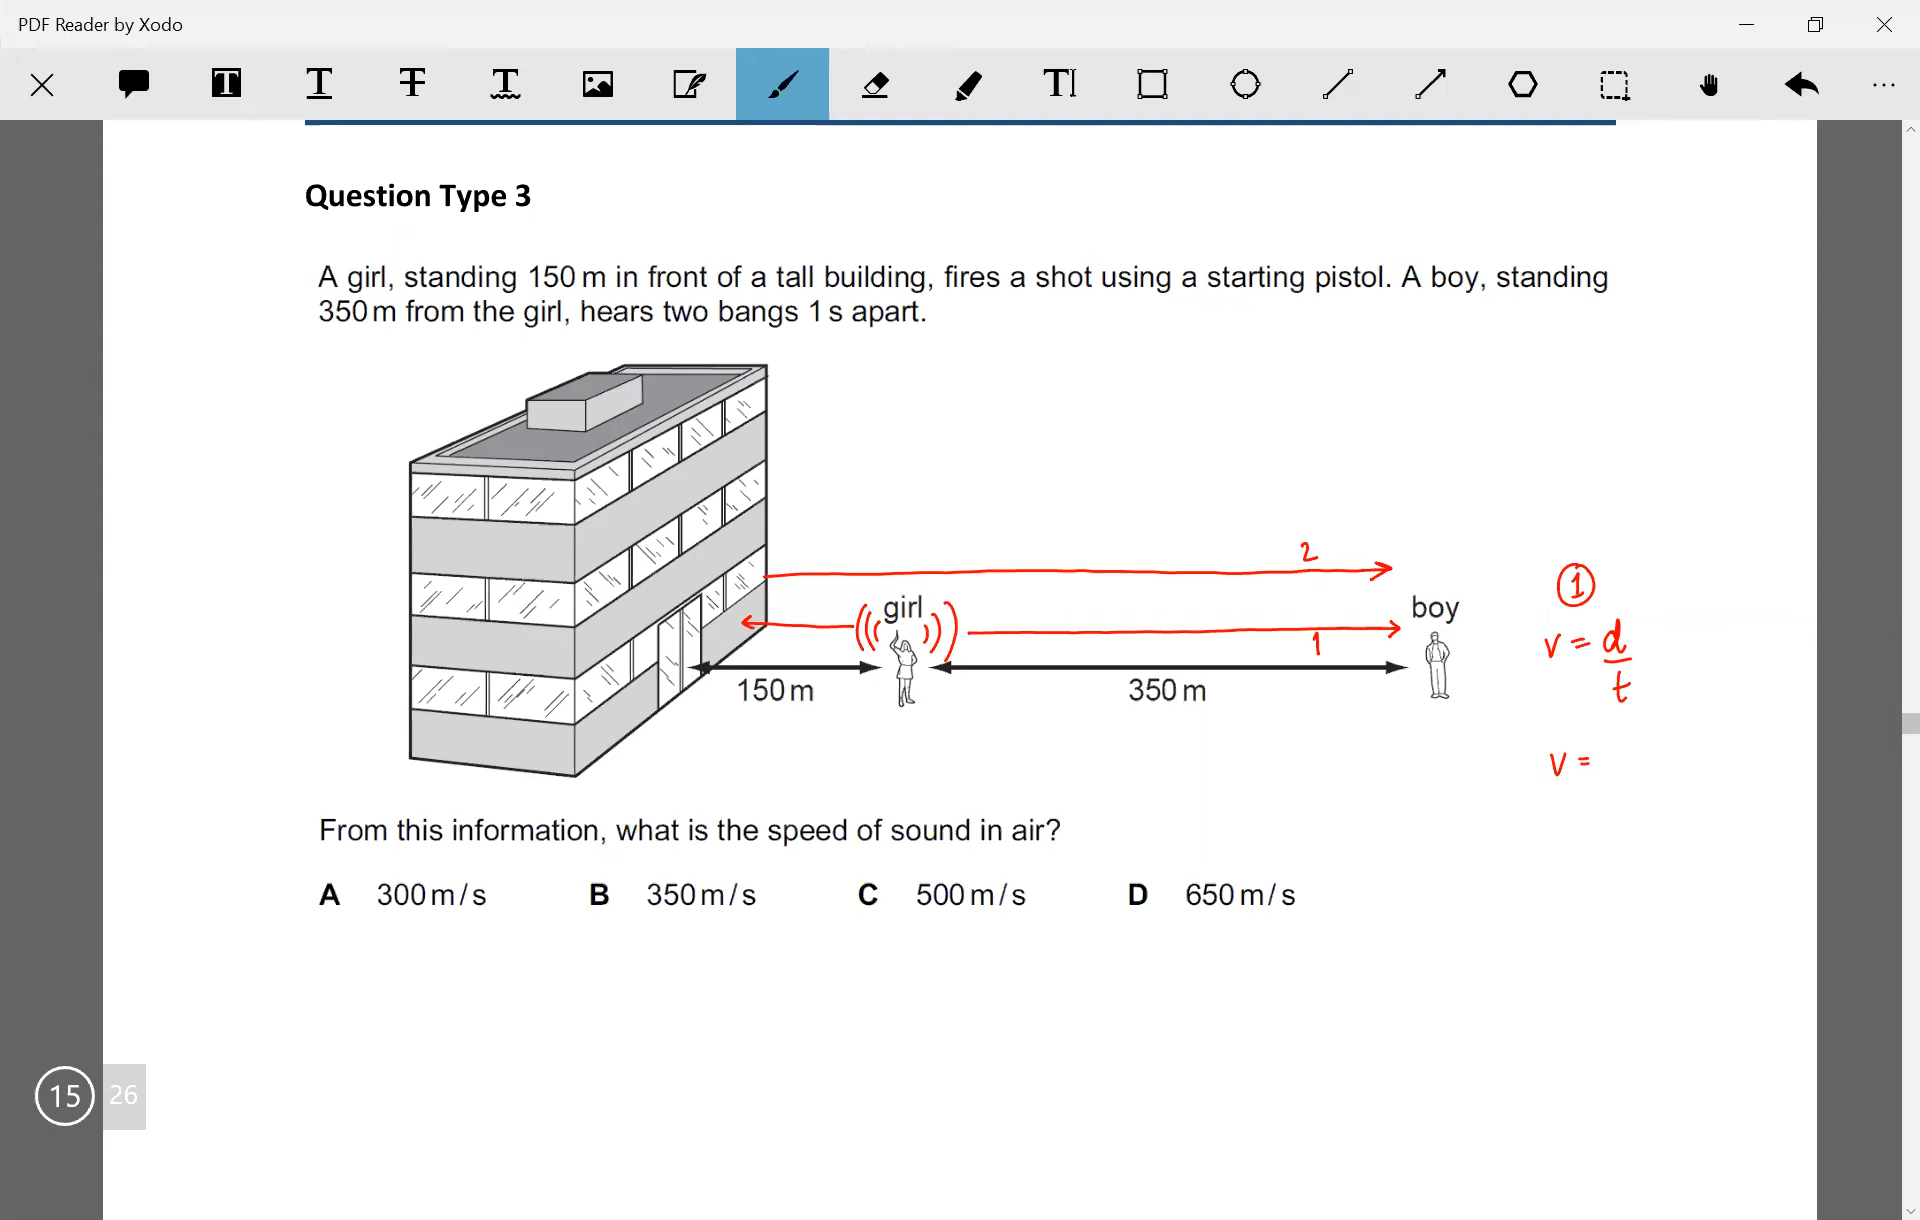 PDF Reader by Xodo
Question Type 3
A girl, standing 150 m in front of a tall building, fires a shot using a starting pistol. A boy, standing
350 m from the girl, hears two bangs 1 s apart.
2
girl
boy
1
150 m
350 m
①
v = d/t
v =
From this information, what is the speed of sound in air?
A 300 m / s B 350 m / s C 500 m / s D 650 m / s
15 26